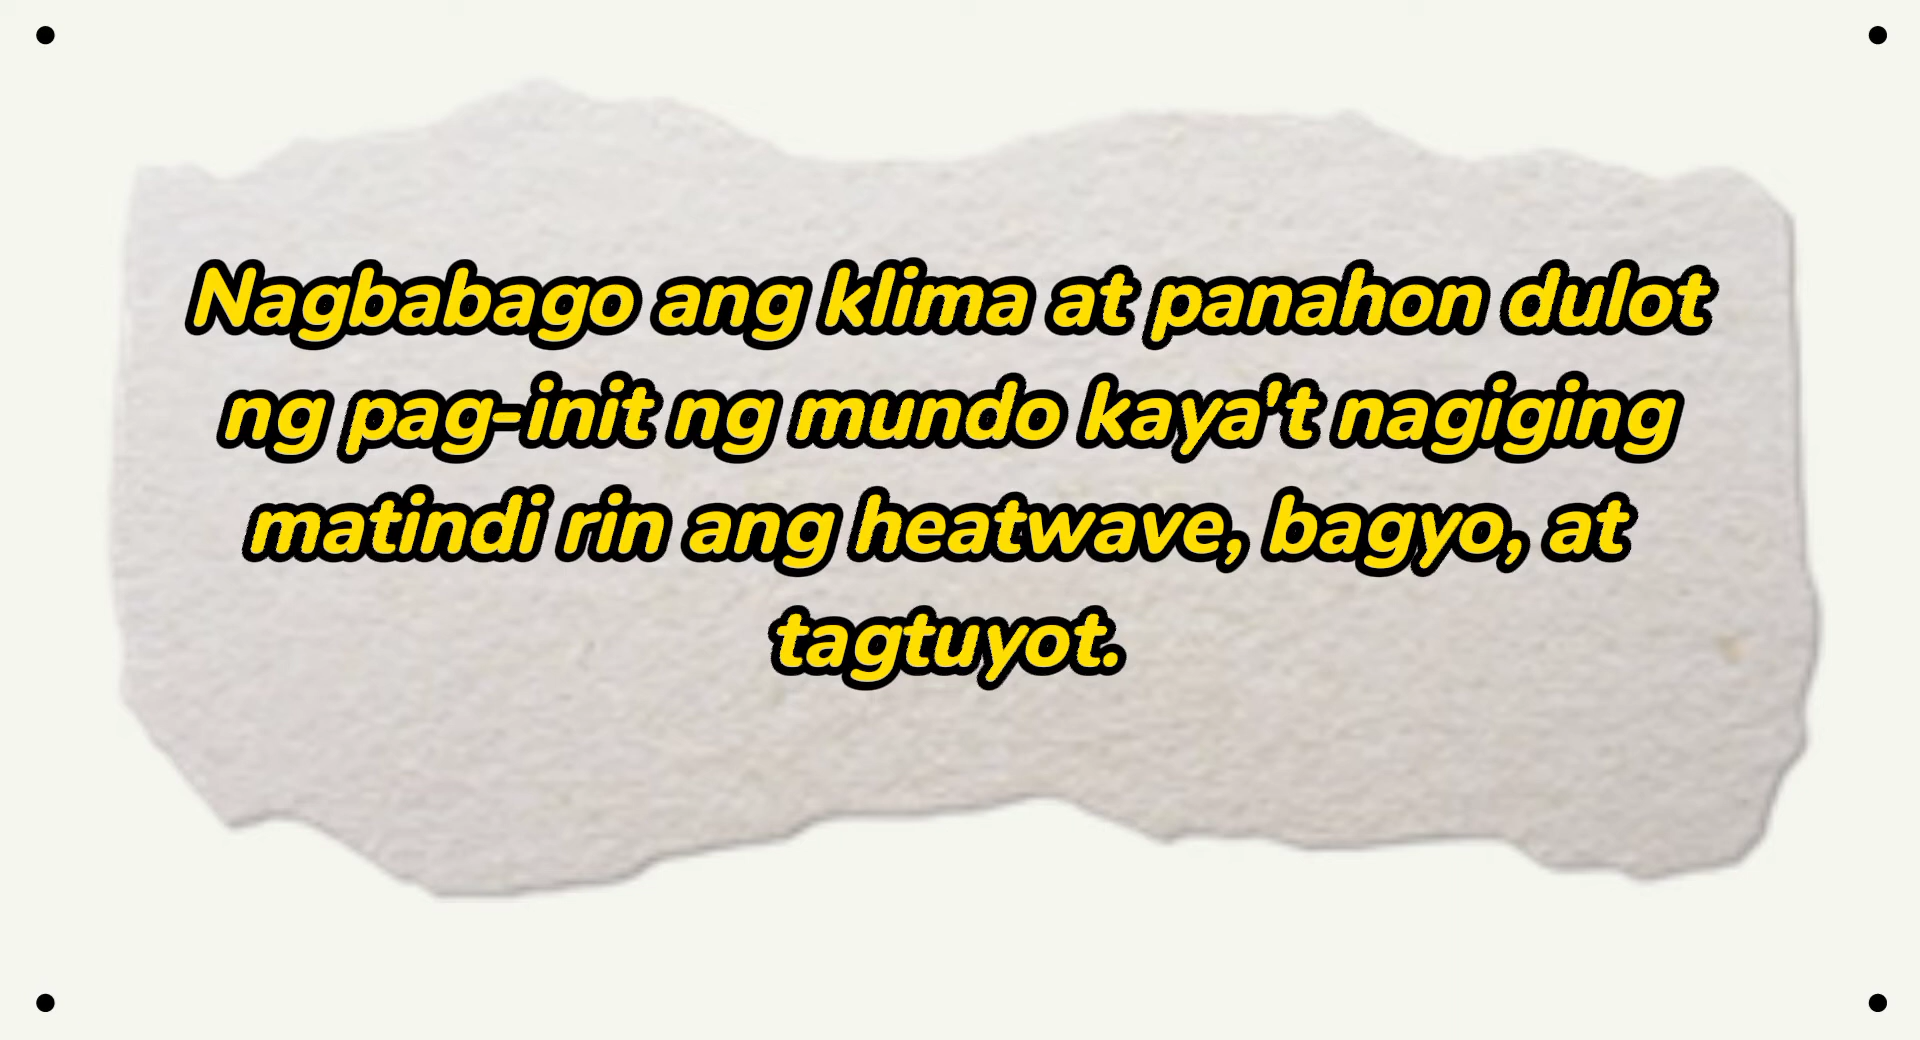 Nagbabago ang klima at panahon dulot
ng pag-init ng mundo kaya't nagiging
matindi rin ang heatwave, bagyo, at
tagtuyot.